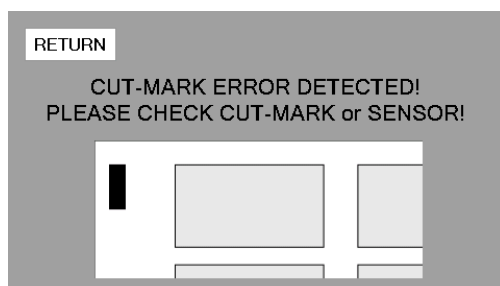 RETURN
CUT-MARK ERROR DETECTED!
PLEASE CHECK CUT-MARK or SENSOR!